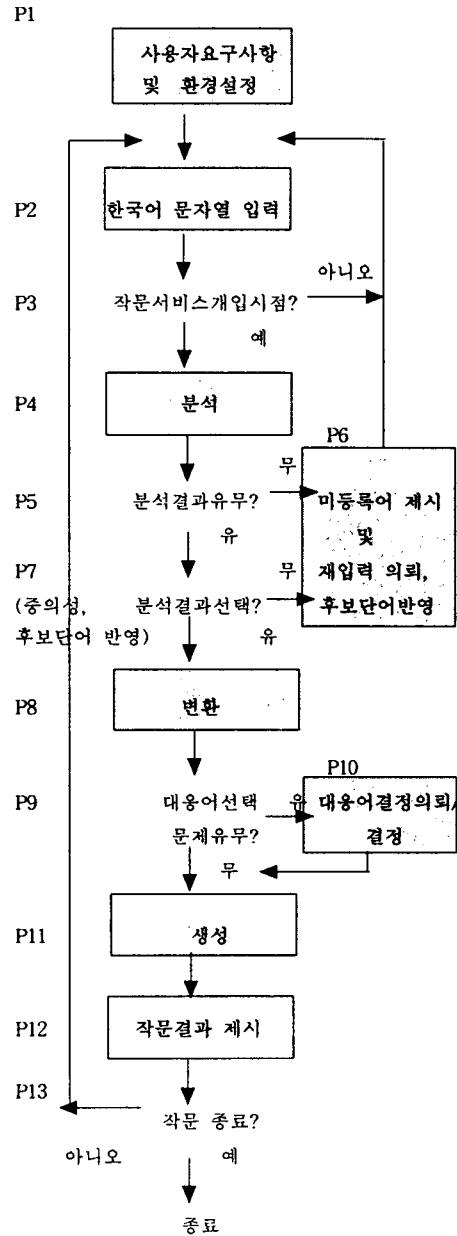 P1
사용자요구사항
및 환경설정
P2
한국어 문자열 입력
아니오
P3
작문서비스개입시점?
예
P4
분석
P6
무
P5
분석결과유무?
미등록어 제시
유
및
P7
무
재입력 의뢰,
(중의성,
분석결과선택?
후보단어반영
후보단어 반영)
유
P8
변환
P10
P9
대응어선택
유
대응어결정의뢰/
문제유무?
결정
무
P11
생성
P12
작문결과 제시
P13
작문 종료?
아니오
예
종료